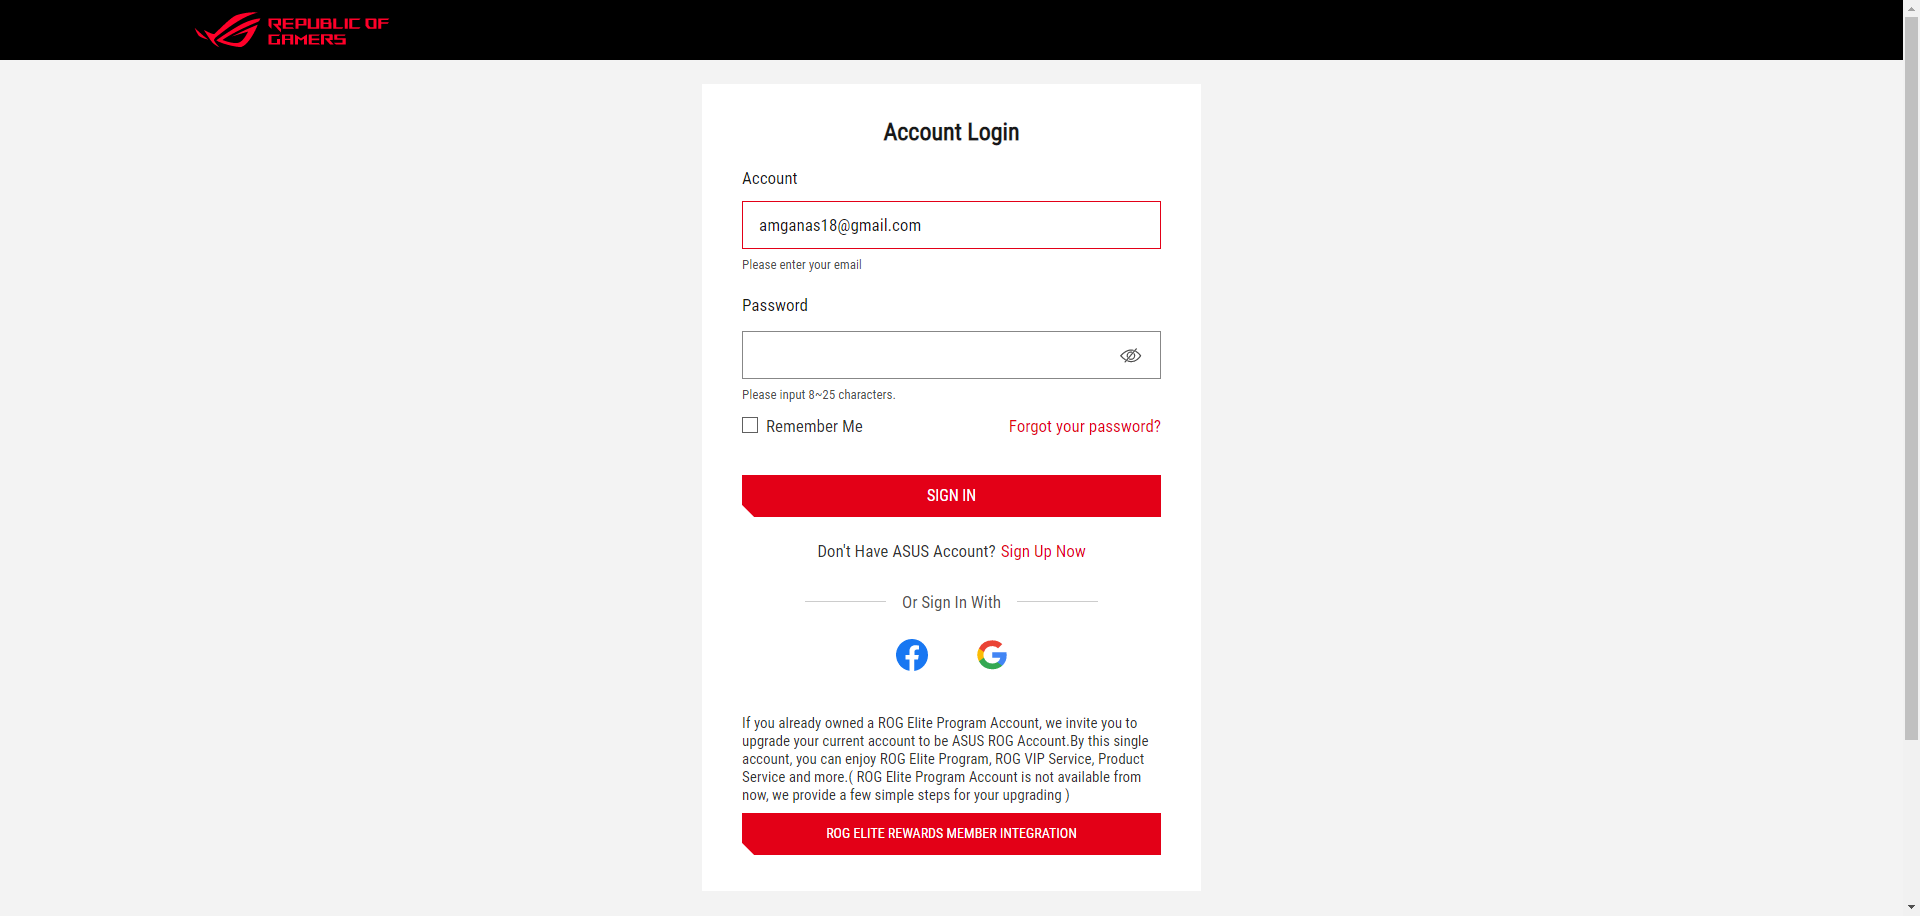 REPUBLIC OF
GAMERS
Account Login
Account
amganas18@gmail.com
Please enter your email
Password
Please input 8~25 characters.
Remember Me
Forgot your password?
SIGN IN
Don't Have ASUS Account? Sign Up Now
Or Sign In With
If you already owned a ROG Elite Program Account, we invite you to
upgrade your current account to be ASUS ROG Account.By this single
account, you can enjoy ROG Elite Program, ROG VIP Service, Product
Service and more.( ROG Elite Program Account is not available from
now, we provide a few simple steps for your upgrading )
ROG ELITE REWARDS MEMBER INTEGRATION